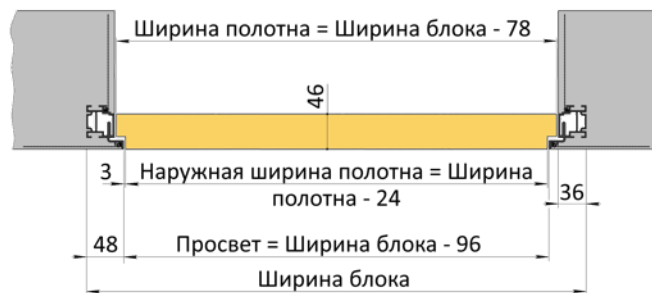 Ширина полотна = Ширина блока - 78
46
3
Наружная ширина полотна = Ширина
полотна - 24
36
48
Просвет = Ширина блока - 96
Ширина блока